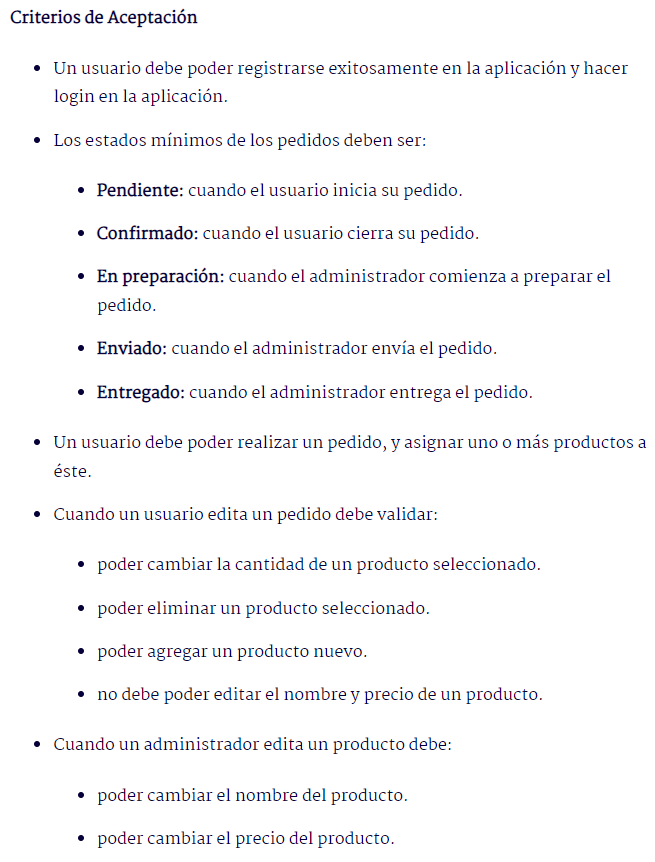 Criterios de Aceptación
• Un usuario debe poder registrarse exitosamente en la aplicación y hacer
login en la aplicación.
• Los estados mínimos de los pedidos deben ser:
• Pendiente: cuando el usuario inicia su pedido.
• Confirmado: cuando el usuario cierra su pedido.
• En preparación: cuando el administrador comienza a preparar el
pedido.
• Enviado: cuando el administrador envía el pedido.
• Entregado: cuando el administrador entrega el pedido.
• Un usuario debe poder realizar un pedido, y asignar uno o más productos a
éste.
• Cuando un usuario edita un pedido debe validar:
• poder cambiar la cantidad de un producto seleccionado.
• poder eliminar un producto seleccionado.
• poder agregar un producto nuevo.
• no debe poder editar el nombre y precio de un producto.
• Cuando un administrador edita un producto debe:
• poder cambiar el nombre del producto.
• poder cambiar el precio del producto.